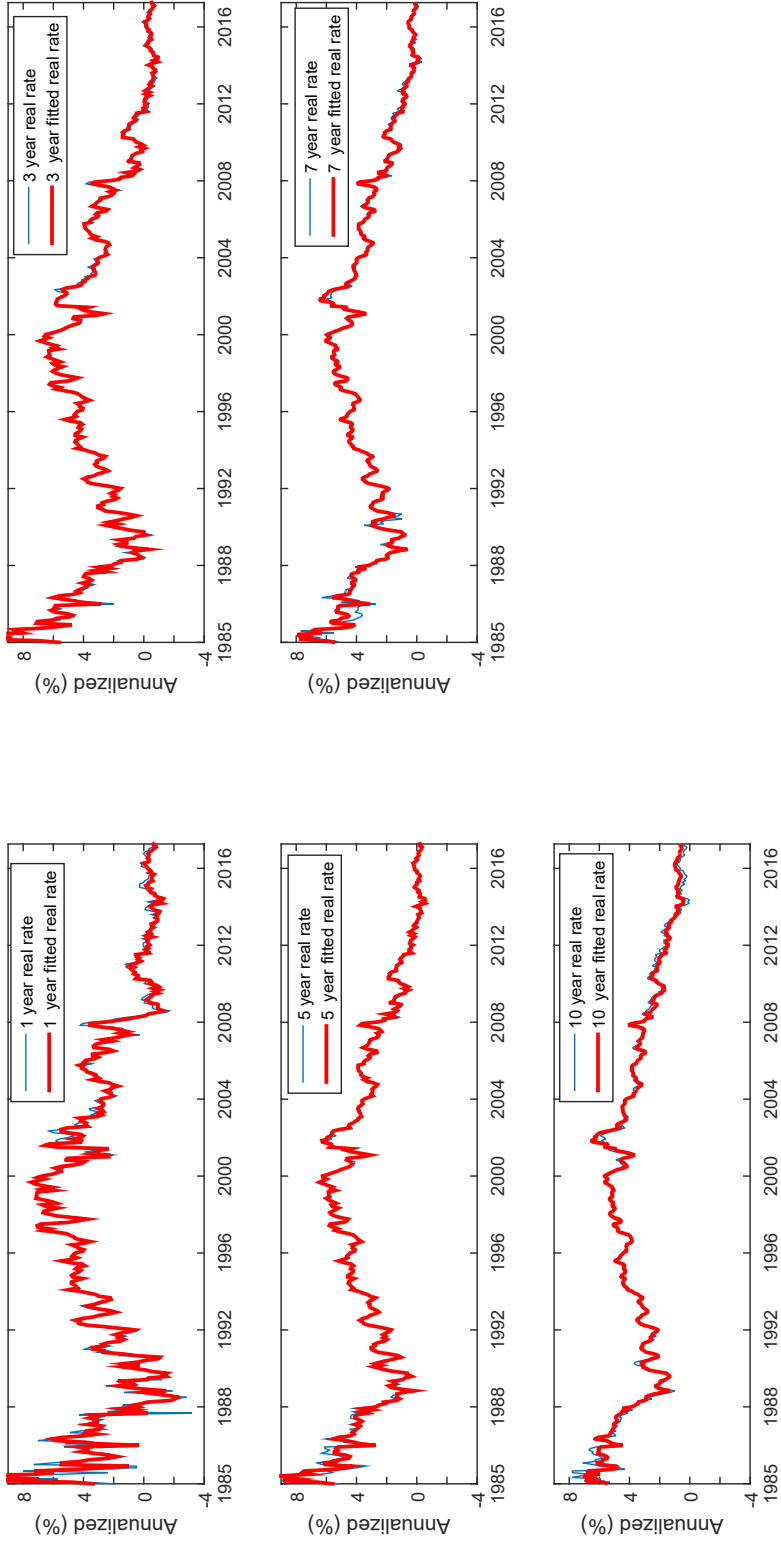 Annualized (%)
8
4
0
-4
1985 1988 1992 1996 2000 2004 2008 2012 2016
1 year real rate
1 year fitted real rate
Annualized (%)
8
4
0
-4
1985 1988 1992 1996 2000 2004 2008 2012 2016
3 year real rate
3 year fitted real rate
Annualized (%)
8
4
0
-4
1985 1988 1992 1996 2000 2004 2008 2012 2016
5 year real rate
5 year fitted real rate
Annualized (%)
8
4
0
-4
1985 1988 1992 1996 2000 2004 2008 2012 2016
7 year real rate
7 year fitted real rate
Annualized (%)
8
4
0
-4
1985 1988 1992 1996 2000 2004 2008 2012 2016
10 year real rate
10 year fitted real rate